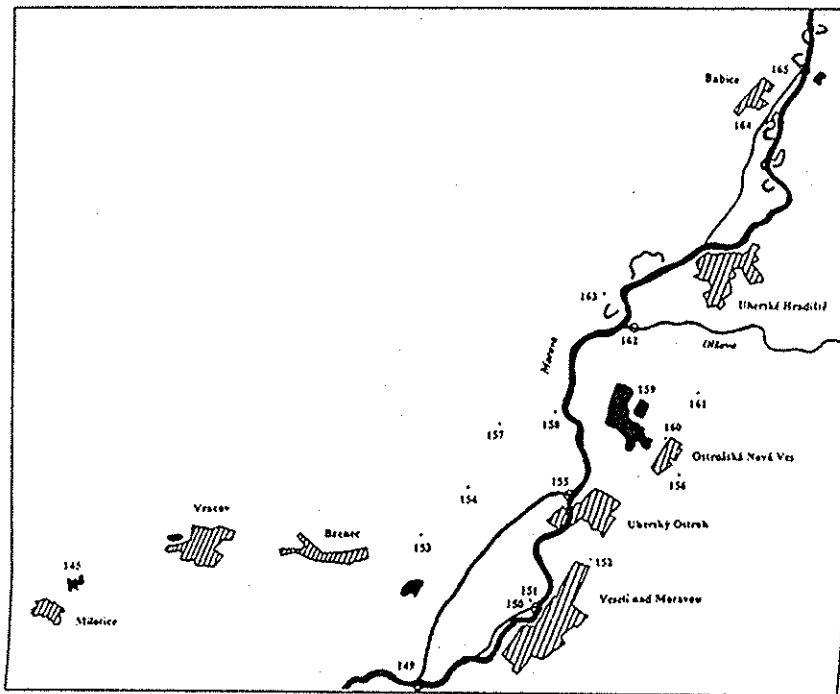 165
Babice
164
Uherské Hradiště
163
162
Olšava
Morava
159
161
158
157
160
Ostrožská Nová Ves
156
154
155
Vracov
Uherský Ostroh
Bzenec
153
145
152
151
150
Veselí nad Moravou
Milotice
149